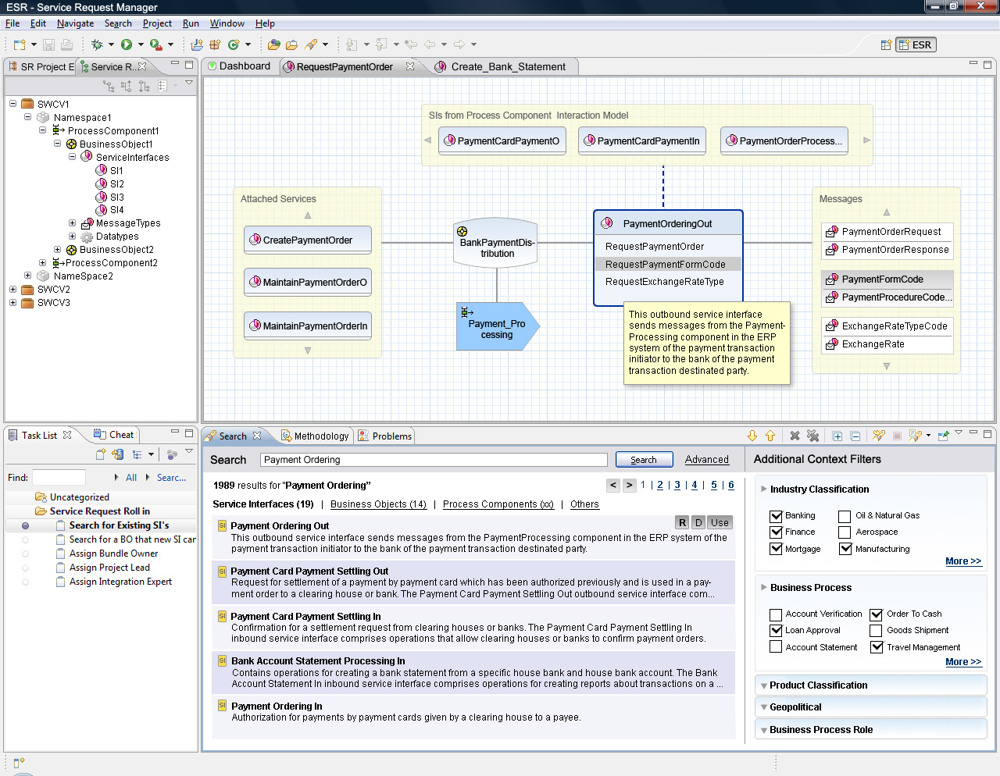 ESR - Service Request Manager
File Edit Navigate Search Project Run Window Help
ESR
SR Project E
Service R..
SWCV1
Namespace1
ProcessComponent1
BusinessObject1
ServiceInterfaces
SI1
SI2
SI3
SI4
MessageTypes
Datatypes
BusinessObject2
ProcessComponent2
NameSpace2
SWCV2
SWCV3
Dashboard
RequestPaymentOrder
Create_Bank_Statement
SIs from Process Component Interaction Model
PaymentCardPaymentO
PaymentCardPaymentIn
PaymentOrderProcess...
Attached Services
CreatePaymentOrder
MaintainPaymentOrderO
MaintainPaymentOrderIn
BankPaymentDis-
tribution
Payment_Pro
cessing
PaymentOrderingOut
RequestPaymentOrder
RequestPaymentFormCode
RequestExchangeRateType
This outbound service interface
sends messages from the Payment-
Processing component in the ERP
system of the payment transaction
initiator to the bank of the payment
transaction destinated party.
Messages
PaymentOrderRequest
PaymentOrderResponse
PaymentFormCode
PaymentProcedureCode...
ExchangeRateTypeCode
ExchangeRate
Task List
Cheat
Find:
All
Searc...
Uncategorized
Service Request Roll in
Search for Existing SI's
Search for a BO that new SI can
Assign Bundle Owner
Assign Project Lead
Assign Integration Expert
Search
Methodology
Problems
Search
Payment Ordering
Search
Advanced
1989 results for "Payment Ordering"
< > 1 | 2 | 3 | 4 | 5 | 6
Service Interfaces (19) | Business Objects (14) | Process Components (xx) | Others
SI Payment Ordering Out
R D Use
This outbound service interface sends messages from the PaymentProcessing component in the ERP system of the
payment transaction initiator to the bank of the payment transaction destinated party.
SI Payment Card Payment Settling Out
Request for settlement of a payment by payment card which has been authorized previously and is used in a pay-
ment order to a clearing house or bank. The Payment Card Payment Settling Out outbound service interface com...
SI Payment Card Payment Settling In
Confirmation for a settlement request from clearing houses or banks. The Payment Card Payment Settling In
inbound service interface comprises operations that allow clearing houses or banks to confirm payment orders.
SI Bank Account Statement Processing In
Contains operations for creating a bank statement from a specific house bank and house bank account. The Bank
Account Statement In inbound service interface comprises operations for creating reports about transactions on a ...
SI Payment Ordering In
Authorization for payments by payment cards given by a clearing house to a payee.
Additional Context Filters
Industry Classification
Banking
Oil & Natural Gas
Finance
Aerospace
Mortgage
Manufacturing
More >>
Business Process
Account Verification
Order To Cash
Loan Approval
Goods Shipment
Account Statement
Travel Management
More >>
Product Classification
Geopolitical
Business Process Role